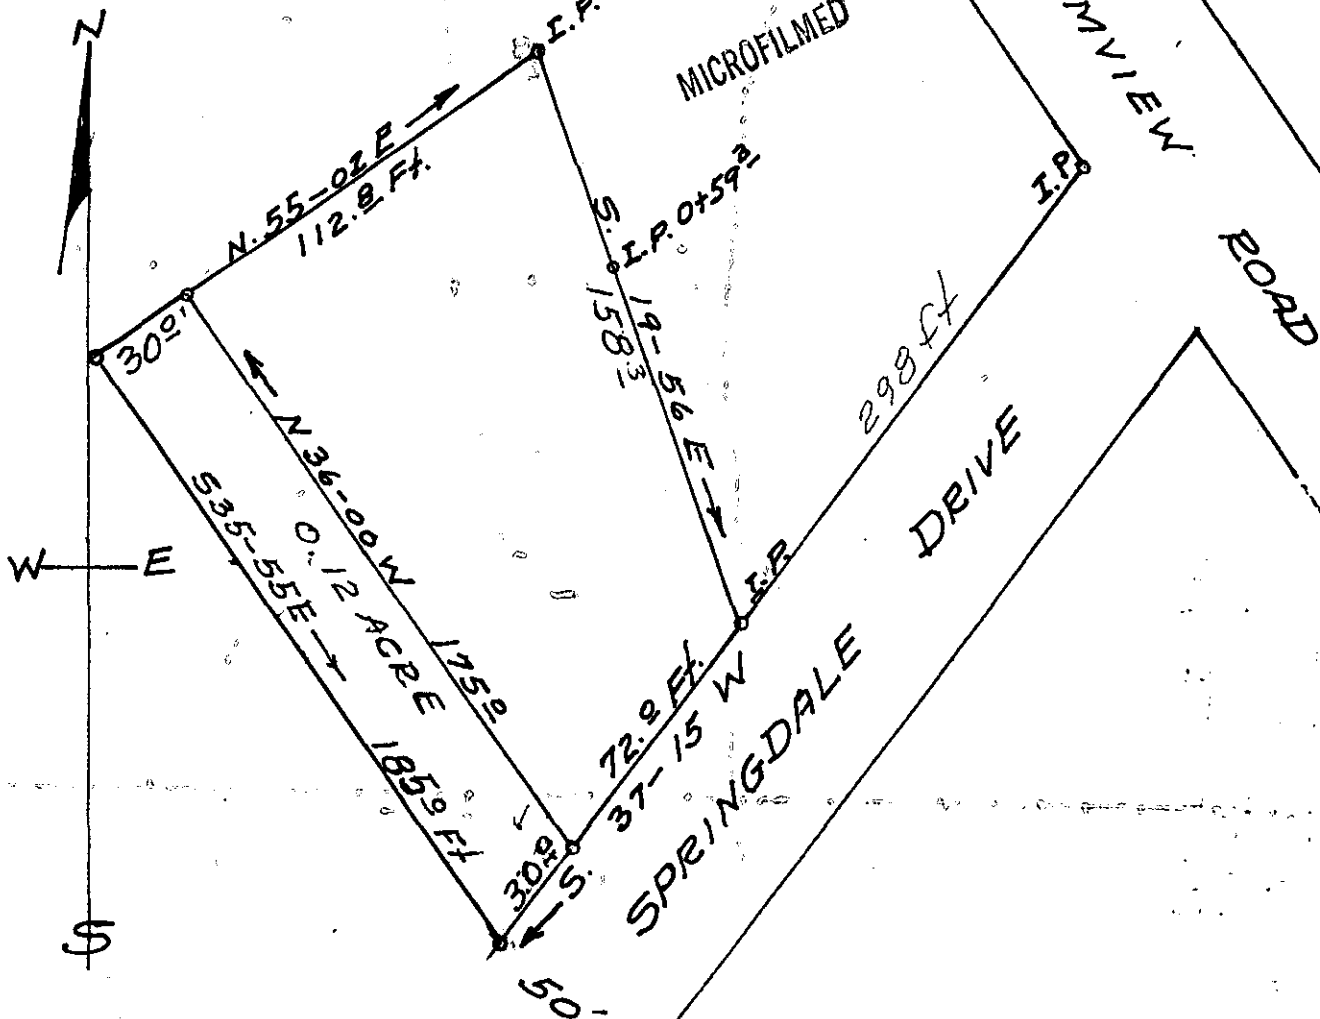 N
I.P.
MICROFILMED
MVIEW
ROAD
N. 55-02 E
112.8 Ft.
I.P. 0+59.2
I.P.
30.0'
S. 19-56 E
158.3
298 ft
N 36-00 W
175.0
0.12 ACRE
S35-55E
185.0 Ft
W E
I.P.
72.0 Ft.
S. 37-15 W
30.0
DRIVE
SPRINGDALE
S
50'